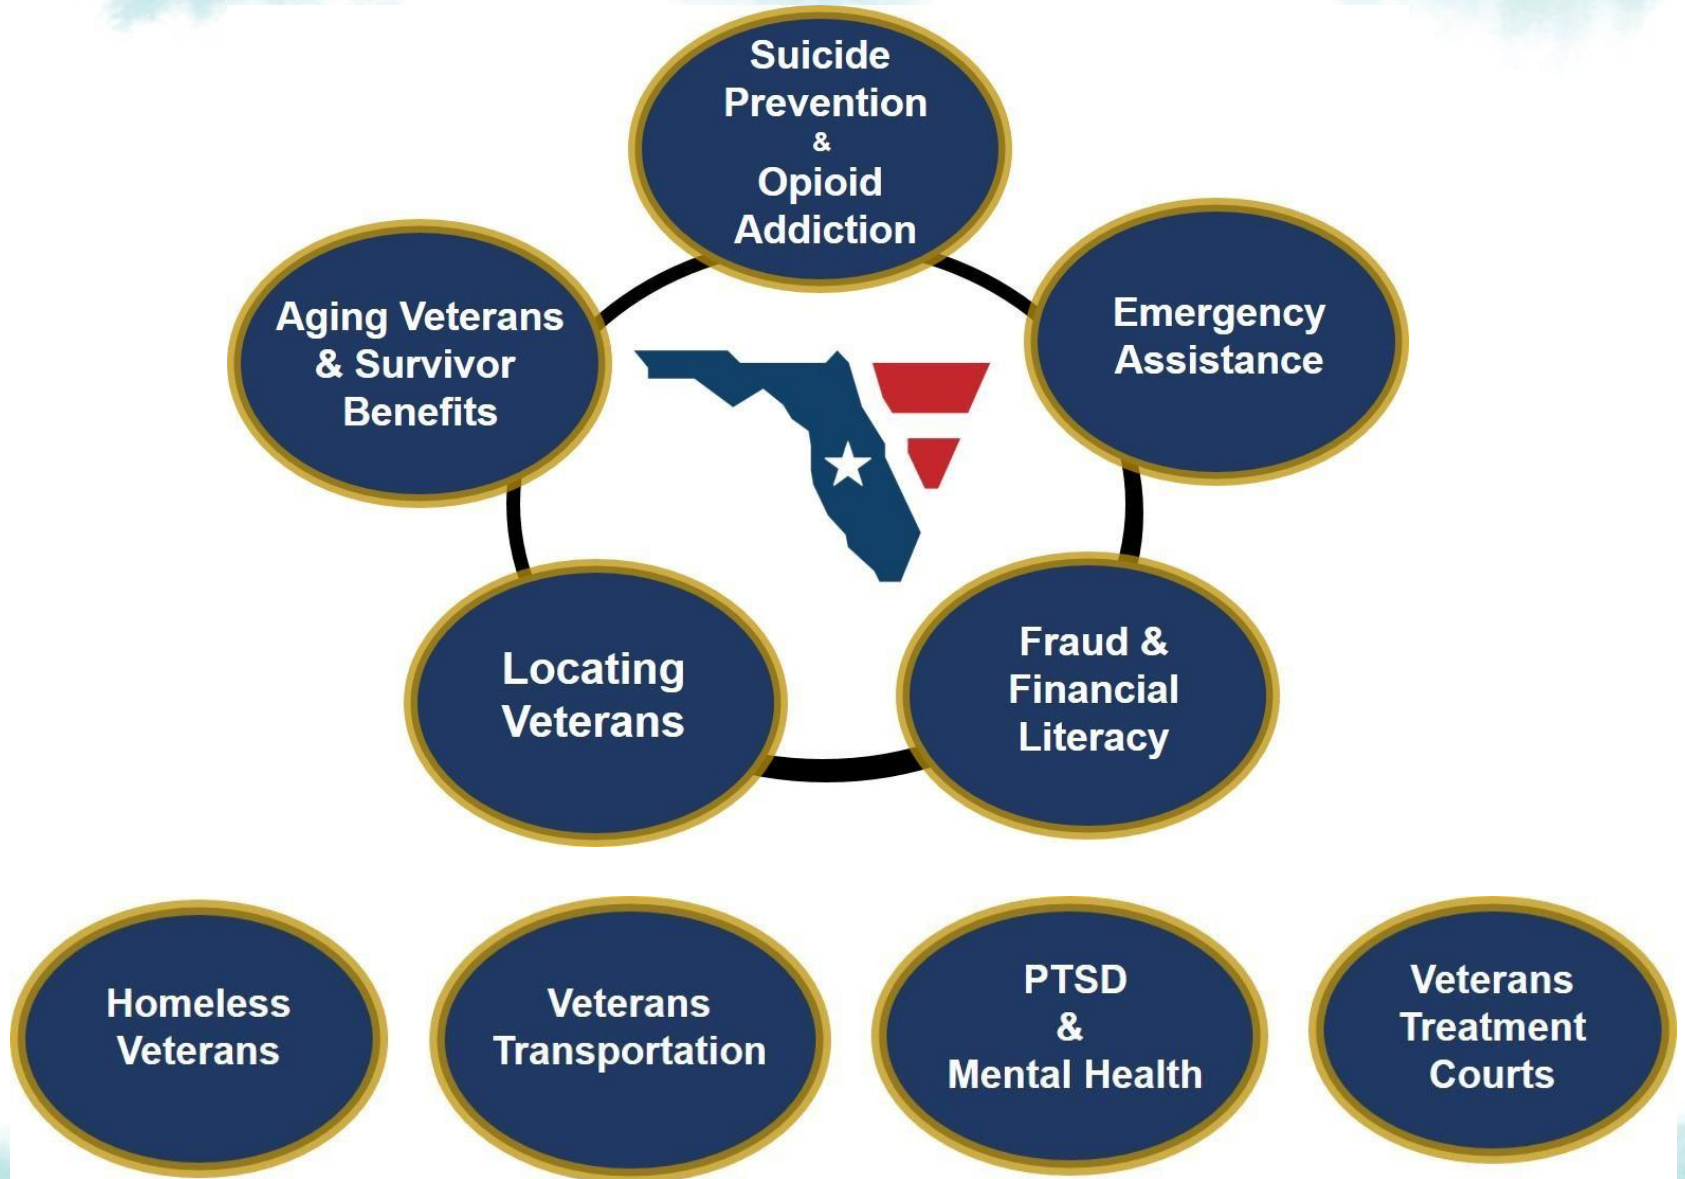 Suicide
Prevention
&
Opioid
Addiction
Aging Veterans
& Survivor
Benefits
Emergency
Assistance
Locating
Veterans
Fraud &
Financial
Literacy
Homeless
Veterans
Veterans
Transportation
PTSD
&
Mental Health
Veterans
Treatment
Courts